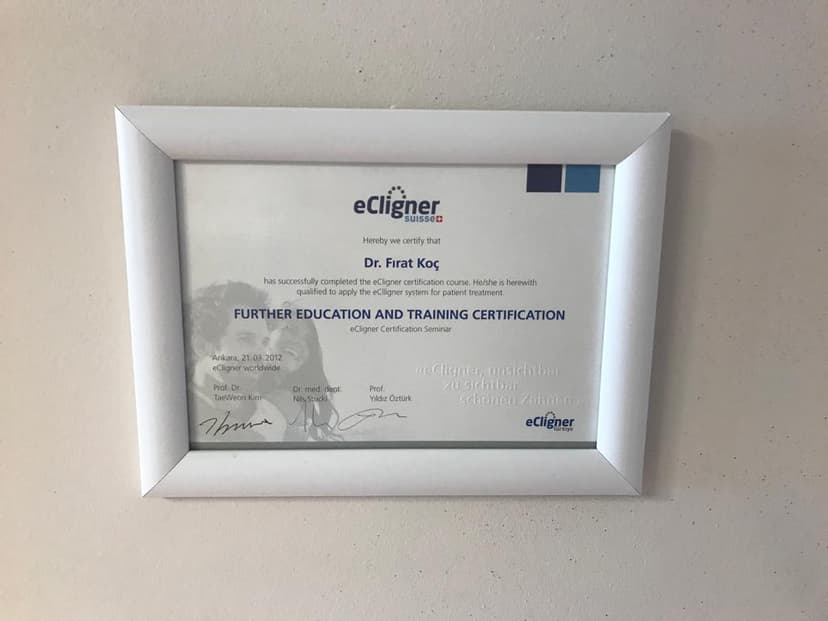 eCligner
suisse
Hereby we certify that
Dr. Fırat Koç
has successfully completed the eCligner certification course. He/she is herewith
qualified to apply the eClligner system for patient treatment.
FURTHER EDUCATION AND TRAINING CERTIFICATION
eCligner Certification Seminar
Ankara, 21.03.2012
eCligner worldwide
Prof. Dr. Dr. med. dent. Prof.
TaeWeon Kim Nils Stucki Yıldız Öztürk
eCligner, unsichtbar
zu sichtbar
schönen Zähnen
eCligner
türkiye